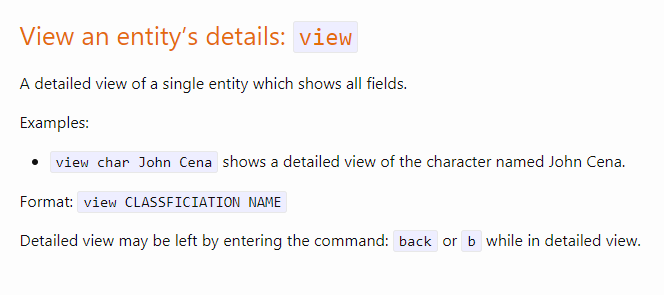 View an entity’s details: view
A detailed view of a single entity which shows all fields.
Examples:
• view char John Cena shows a detailed view of the character named John Cena.
Format: view CLASSFICIATION NAME
Detailed view may be left by entering the command: back or b while in detailed view.